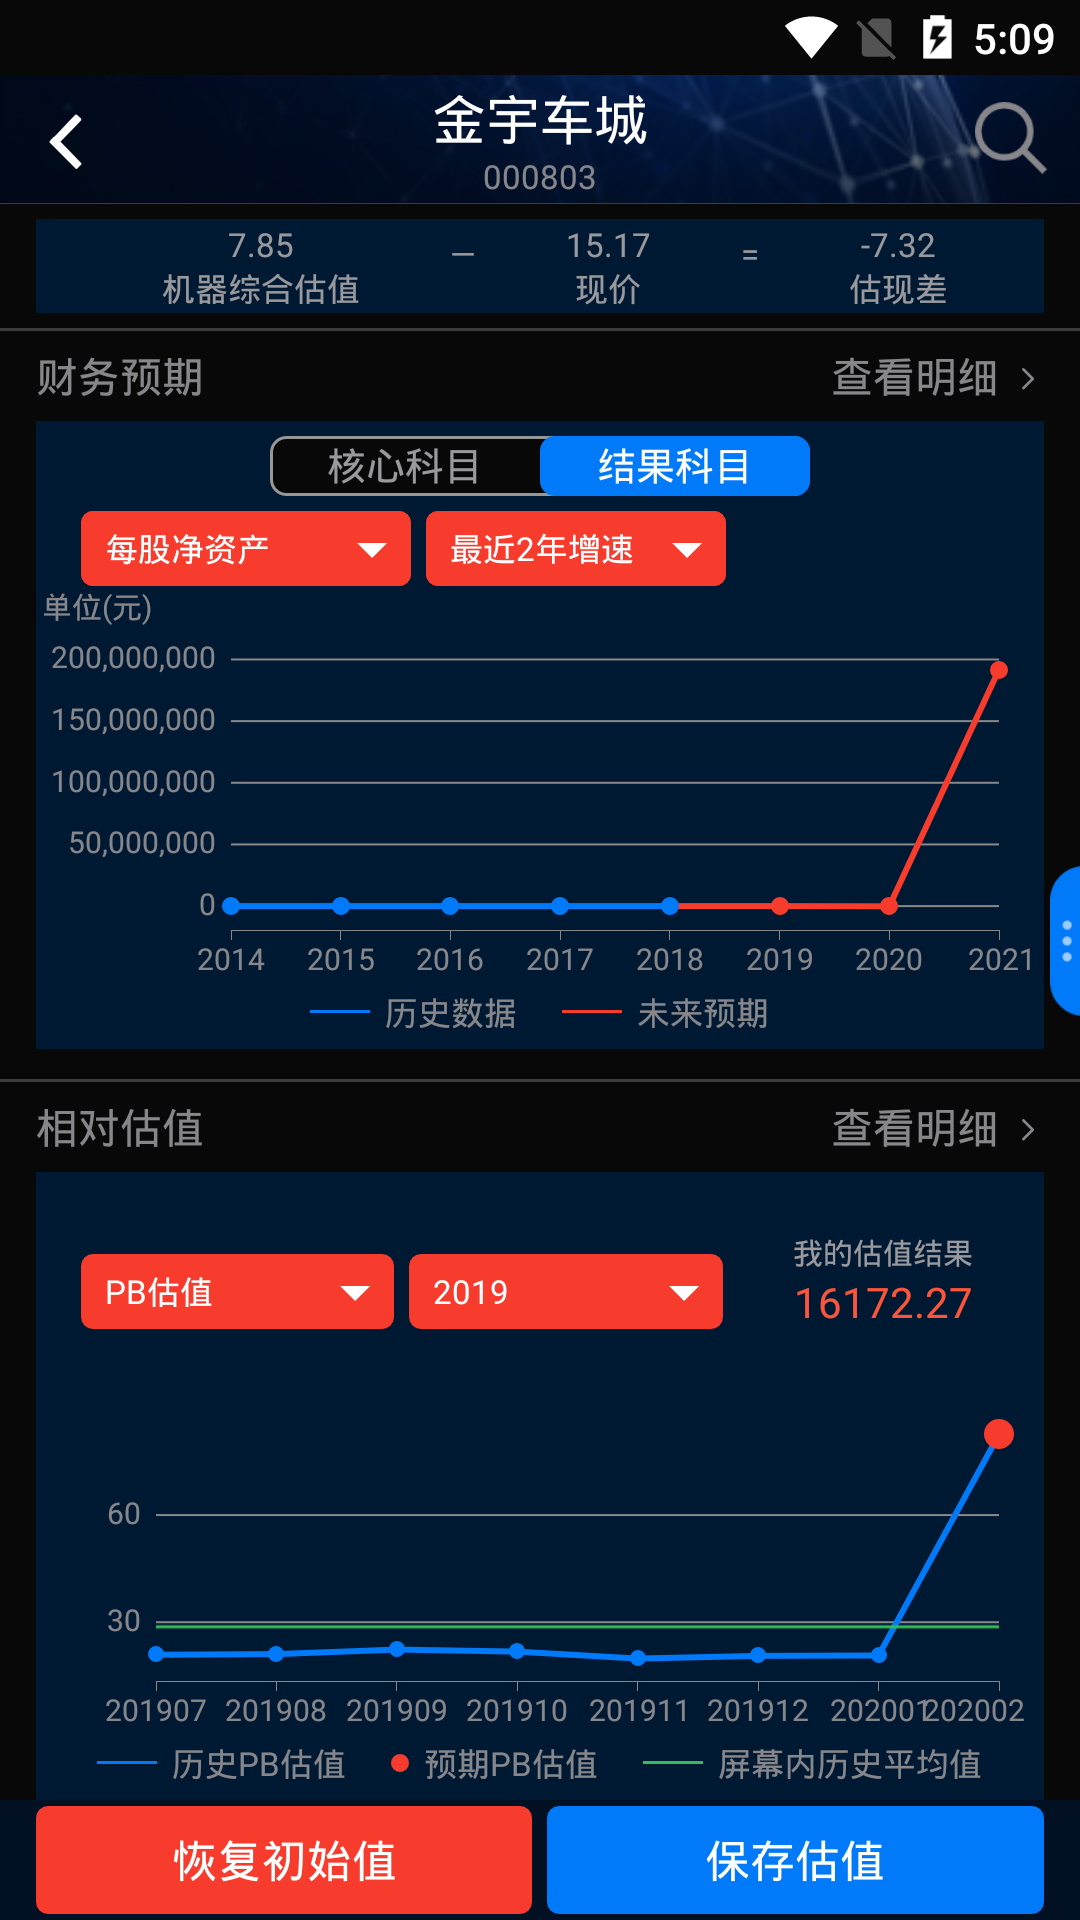 5:09
金宇车城
000803
7.85 — 15.17 = -7.32
机器综合估值 现价 估现差
财务预期 查看明细
核心科目 结果科目
每股净资产 最近2年增速
单位(元)
200,000,000
150,000,000
100,000,000
50,000,000
0
2014 2015 2016 2017 2018 2019 2020 2021
历史数据 未来预期
相对估值 查看明细
我的估值结果
PB估值 2019 16172.27
60
30
201907 201908 201909 201910 201911 201912 202001 202002
历史PB估值 预期PB估值 屏幕内历史平均值
恢复初始值 保存估值